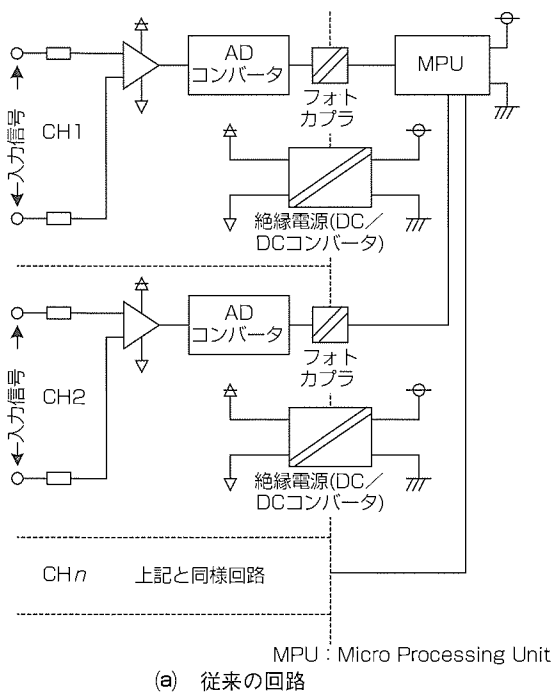 AD
コンバータ
MPU
フォト
カプラ
入力信号
CH1
絶縁電源(DC／
DCコンバータ)
AD
コンバータ
フォト
カプラ
入力信号
CH2
絶縁電源(DC／
DCコンバータ)
CHn 上記と同様回路
MPU：Micro Processing Unit
(a) 従来の回路